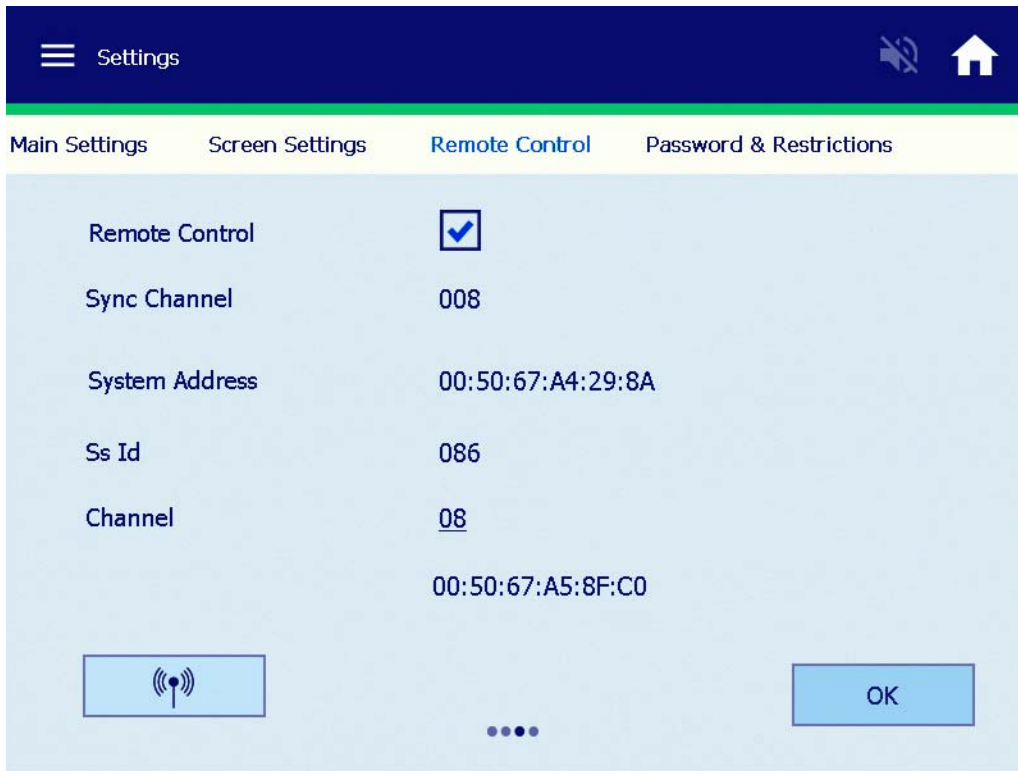 Settings
Main Settings Screen Settings Remote Control Password & Restrictions
Remote Control
Sync Channel 008
System Address 00:50:67:A4:29:8A
Ss Id 086
Channel 08
00:50:67:A5:8F:C0
OK